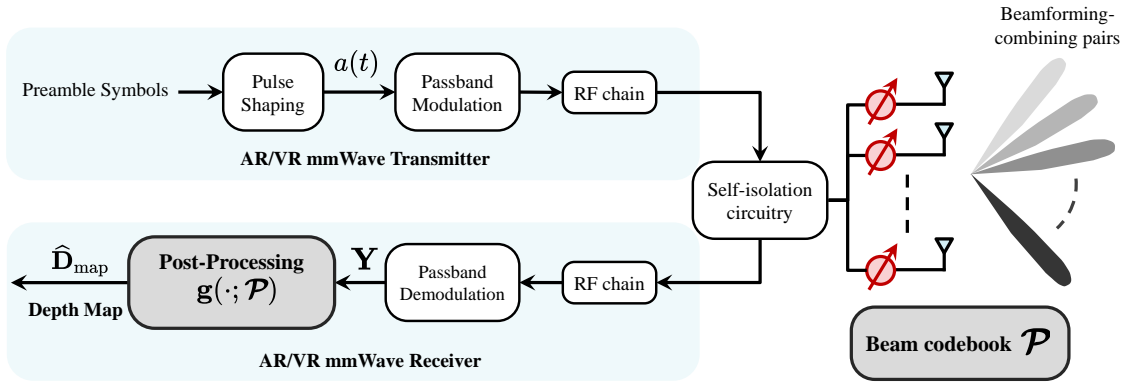 Beamforming-
combining pairs
Preamble Symbols
Pulse
Shaping
a(t)
Passband
Modulation
RF chain
AR/VR mmWave Transmitter
Self-isolation
circuitry
D̂map
Depth Map
Post-Processing
g(·; 𝓟)
Y
Passband
Demodulation
RF chain
AR/VR mmWave Receiver
Beam codebook 𝓟